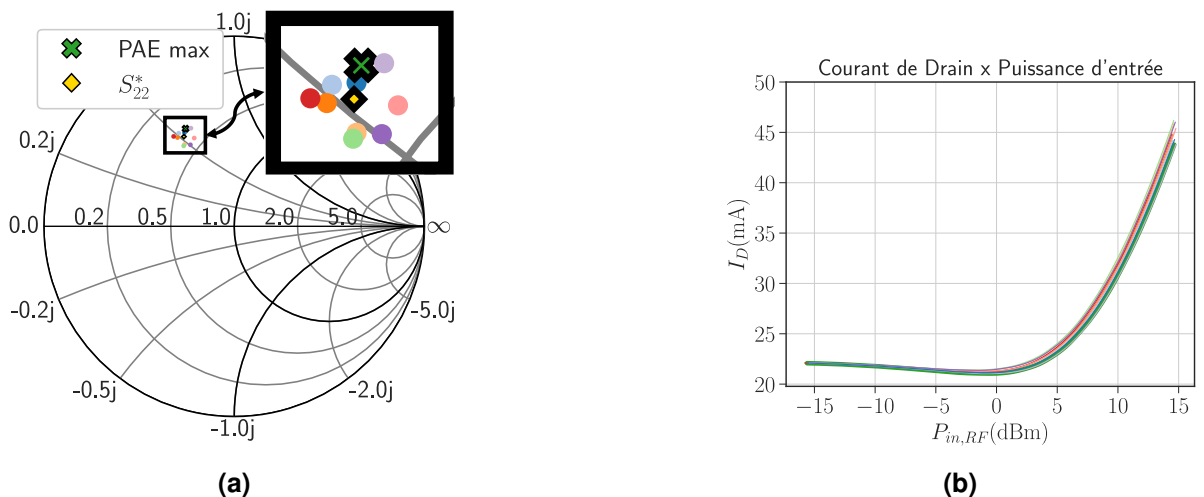 PAE max
S*22
1.0j
0.2j
0.0
0.2
0.5
1.0
2.0
5.0
∞
-0.2j
-5.0j
-0.5j
-2.0j
-1.0j
(a)
Courant de Drain x Puissance d'entrée
50
45
40
35
30
25
20
I_D(mA)
−15
−10
−5
0
5
10
15
P_{in,RF}(dBm)
(b)